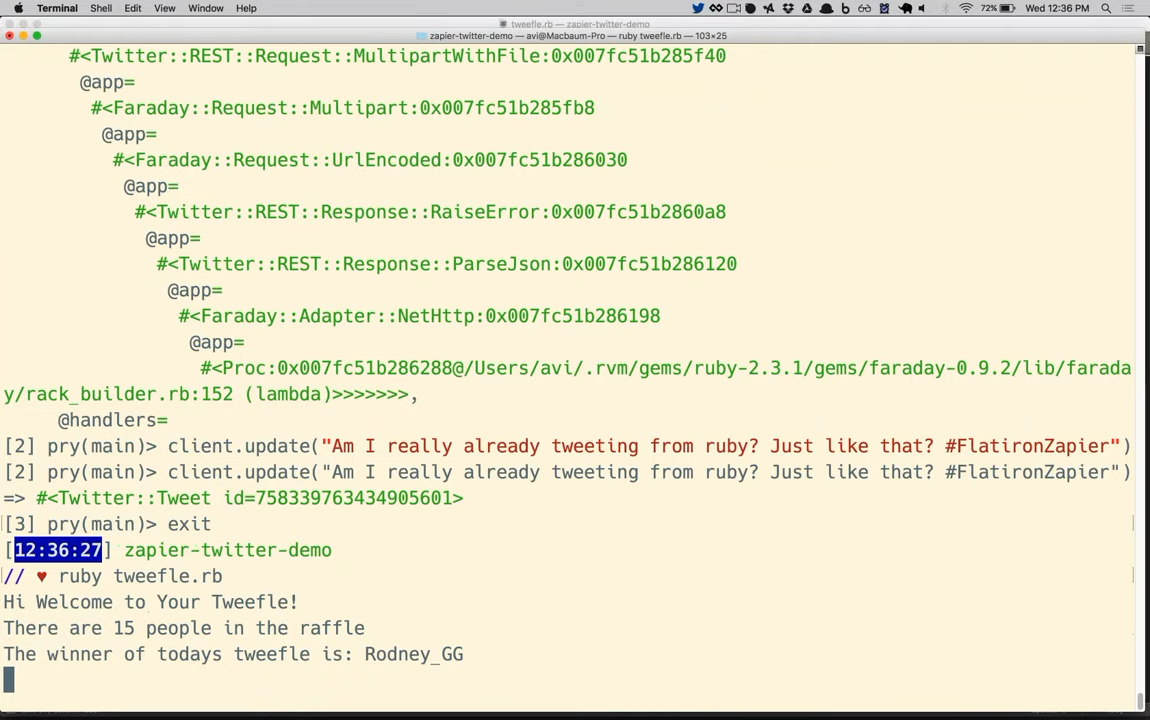 Terminal Shell Edit View Window Help 72% Wed 12:36 PM
tweefle.rb — zapier-twitter-demo
zapier-twitter-demo — avi@Macbaum-Pro — ruby tweefle.rb — 103×25
#<Twitter::REST::Request::MultipartWithFile:0x007fc51b285f40
@app=
#<Faraday::Request::Multipart:0x007fc51b285fb8
@app=
#<Faraday::Request::UrlEncoded:0x007fc51b286030
@app=
#<Twitter::REST::Response::RaiseError:0x007fc51b2860a8
@app=
#<Twitter::REST::Response::ParseJson:0x007fc51b286120
@app=
#<Faraday::Adapter::NetHttp:0x007fc51b286198
@app=
#<Proc:0x007fc51b286288@/Users/avi/.rvm/gems/ruby-2.3.1/gems/faraday-0.9.2/lib/farada
y/rack_builder.rb:152 (lambda)>>>>>>>,
@handlers=
[2] pry(main)> client.update("Am I really already tweeting from ruby? Just like that? #FlatironZapier")
[2] pry(main)> client.update("Am I really already tweeting from ruby? Just like that? #FlatironZapier")
=> #<Twitter::Tweet id=758339763434905601>
[3] pry(main)> exit
[12:36:27] zapier-twitter-demo
// ♥ ruby tweefle.rb
Hi Welcome to Your Tweefle!
There are 15 people in the raffle
The winner of todays tweefle is: Rodney_GG